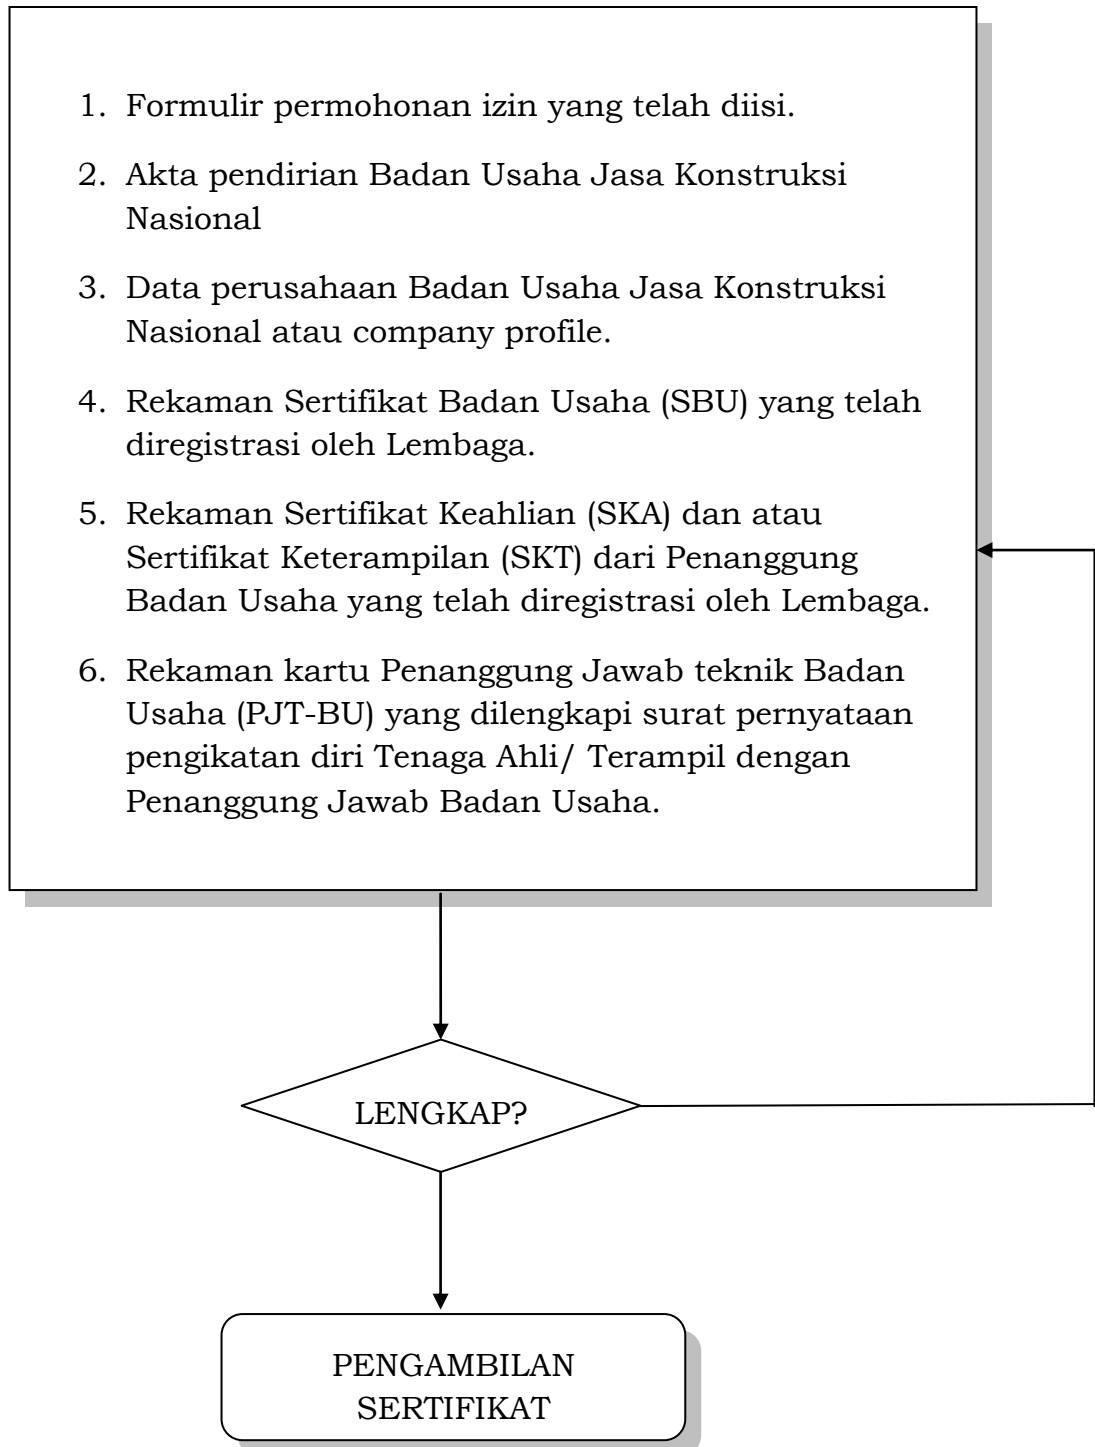 1. Formulir permohonan izin yang telah diisi.
2. Akta pendirian Badan Usaha Jasa Konstruksi
Nasional
3. Data perusahaan Badan Usaha Jasa Konstruksi
Nasional atau company profile.
4. Rekaman Sertifikat Badan Usaha (SBU) yang telah
diregistrasi oleh Lembaga.
5. Rekaman Sertifikat Keahlian (SKA) dan atau
Sertifikat Keterampilan (SKT) dari Penanggung
Badan Usaha yang telah diregistrasi oleh Lembaga.
6. Rekaman kartu Penanggung Jawab teknik Badan
Usaha (PJT-BU) yang dilengkapi surat pernyataan
pengikatan diri Tenaga Ahli/ Terampil dengan
Penanggung Jawab Badan Usaha.
LENGKAP?
PENGAMBILAN
SERTIFIKAT